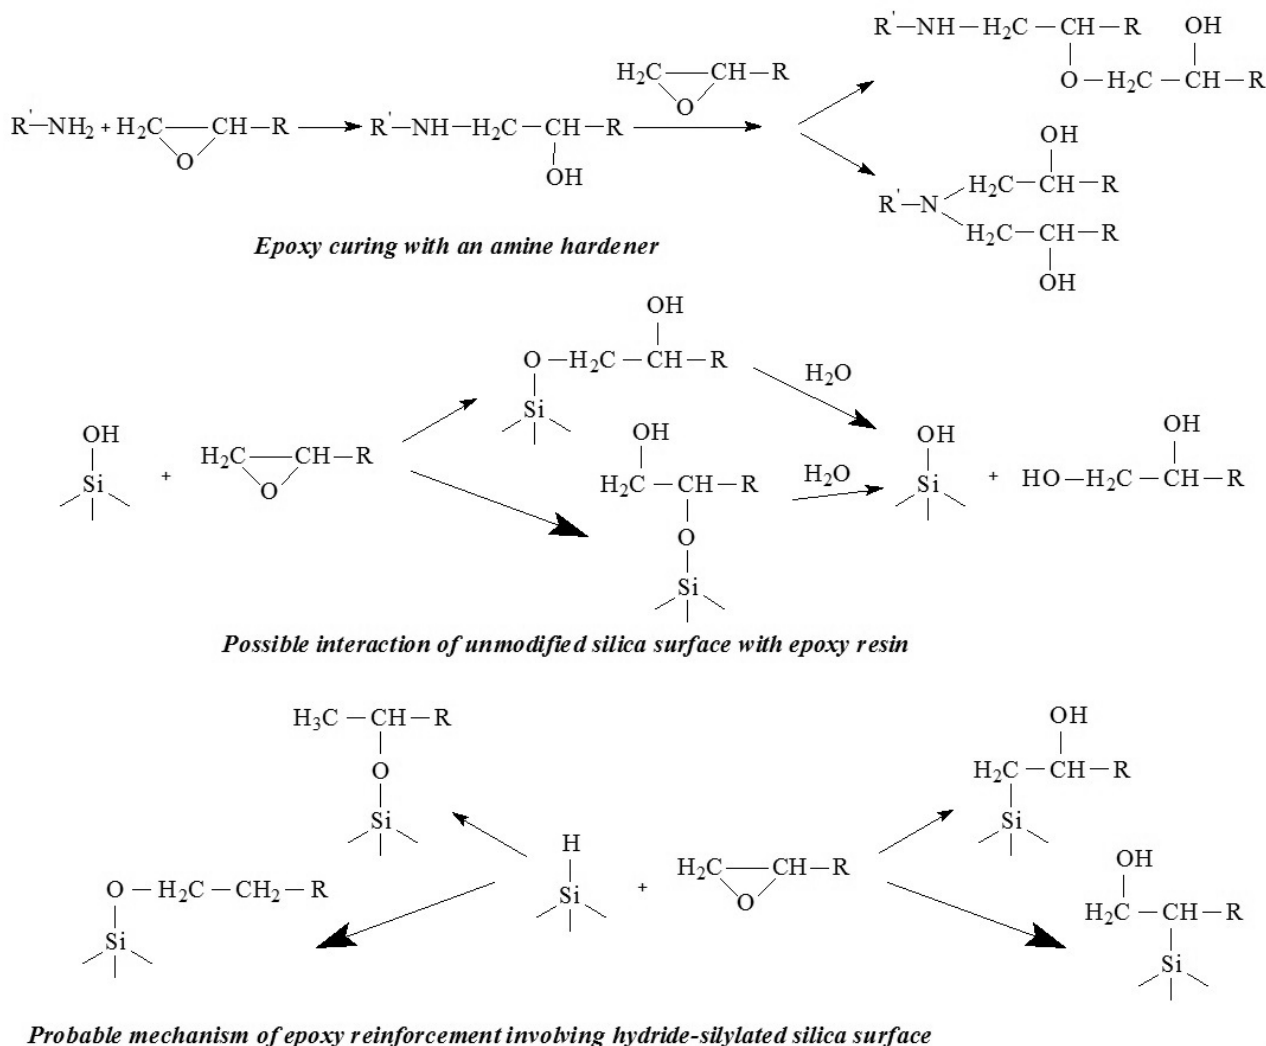 R'—NH—H₂C—CH—R OH
O—H₂C—CH—R
H₂C—CH—R
O
R'—NH₂ + H₂C—CH—R R'—NH—H₂C—CH—R
O OH
OH
H₂C—CH—R
R'—N
H₂C—CH—R
OH
Epoxy curing with an amine hardener
OH
O—H₂C—CH—R
Si
H₂O
OH
Si
+
H₂C—CH—R
O
OH
H₂C—CH—R
O
Si
H₂O
OH
Si
+
OH
HO—H₂C—CH—R
Possible interaction of unmodified silica surface with epoxy resin
H₃C—CH—R
O
Si
OH
H₂C—CH—R
Si
O—H₂C—CH₂—R
Si
H
Si
+
H₂C—CH—R
O
OH
H₂C—CH—R
Si
Probable mechanism of epoxy reinforcement involving hydride-silylated silica surface